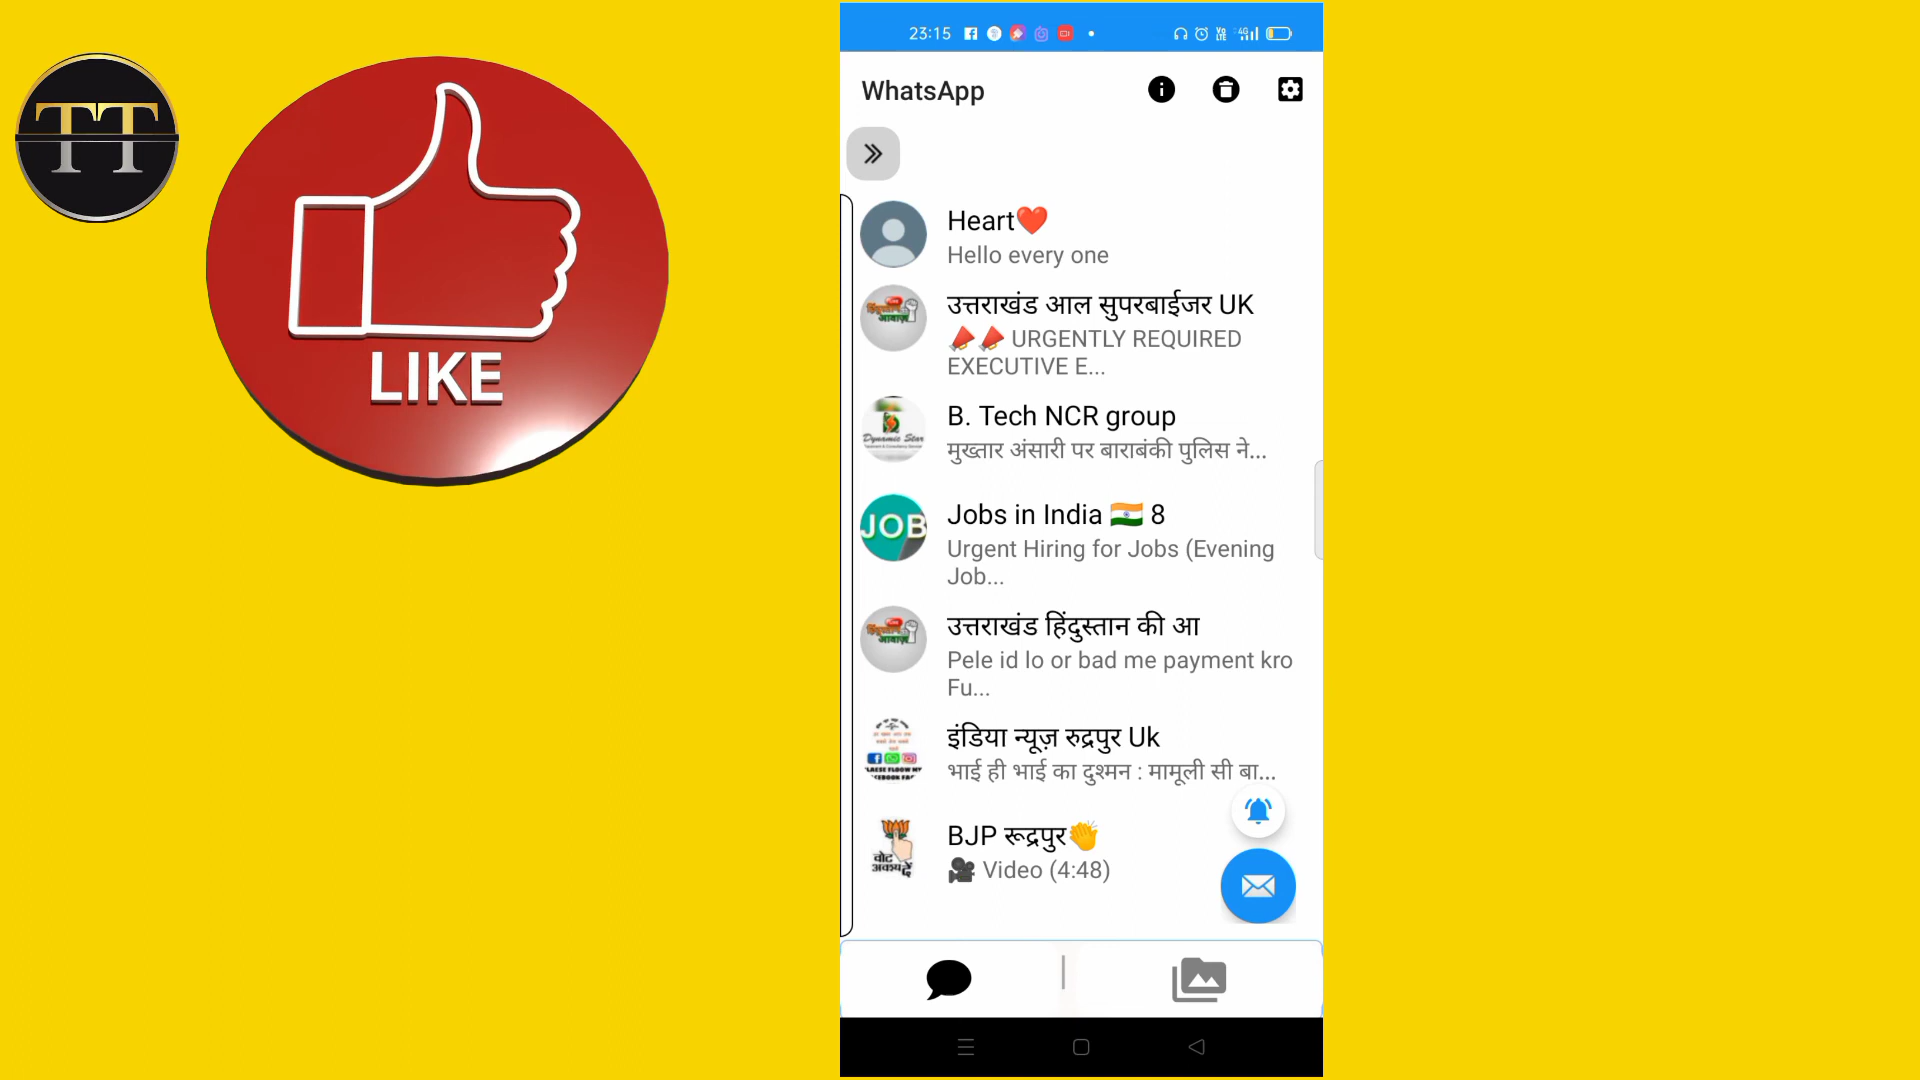 TT
LIKE
23:15
WhatsApp
Heart❤️
Hello every one
उत्तराखंड आल सुपरबाईजर UK
📣📣 URGENTLY REQUIRED
EXECUTIVE E...
B. Tech NCR group
मुख्तार अंसारी पर बाराबंकी पुलिस ने...
Dynamic Star
JOB
Jobs in India 🇮🇳 8
Urgent Hiring for Jobs (Evening
Job...
उत्तराखंड हिंदुस्तान की आ
Pele id lo or bad me payment kro
Fu...
इंडिया न्यूज़ रुद्रपुर Uk
भाई ही भाई का दुश्मन : मामूली सी बा...
BJP रूद्रपुर👏
🎥 Video (4:48)
वोट